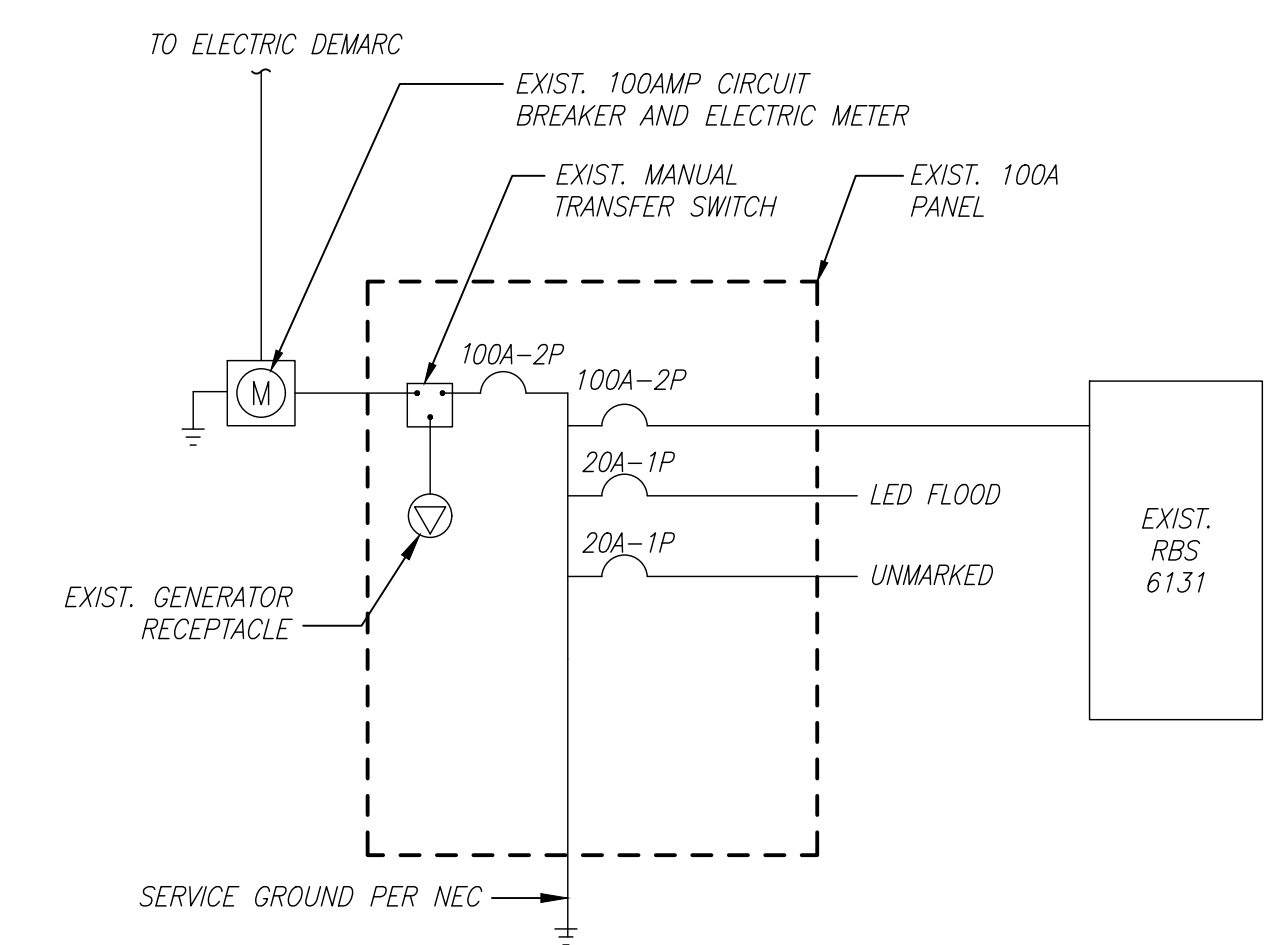 TO ELECTRIC DEMARC
EXIST. 100AMP CIRCUIT
BREAKER AND ELECTRIC METER
EXIST. MANUAL
TRANSFER SWITCH
EXIST. 100A
PANEL
100A-2P
100A-2P
M
20A-1P
LED FLOOD
20A-1P
UNMARKED
EXIST.
RBS
6131
EXIST. GENERATOR
RECEPTACLE
SERVICE GROUND PER NEC